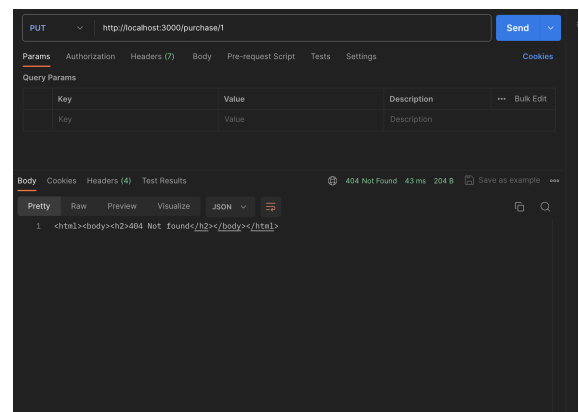 PUT http://localhost:3000/purchase/1 Send
Params Authorization Headers (7) Body Pre-request Script Tests Settings Cookies
Query Params
Key Value Description ••• Bulk Edit
Key Value Description
Body Cookies Headers (4) Test Results 404 Not Found 43 ms 204 B Save as example •••
Pretty Raw Preview Visualize JSON
1 <html><body><h2>404 Not found</h2></body></html>